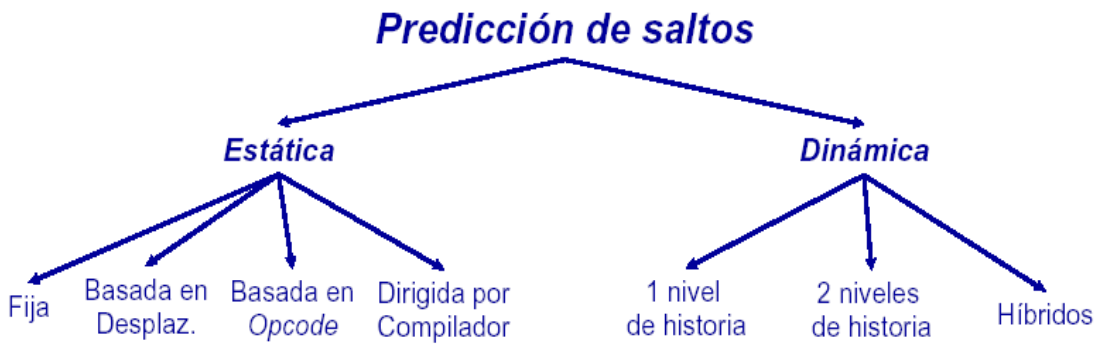 Predicción de saltos
Estática
Dinámica
Fija
Basada en
Desplaz.
Basada en
Opcode
Dirigida por
Compilador
1 nivel
de historia
2 niveles
de historia
Híbridos